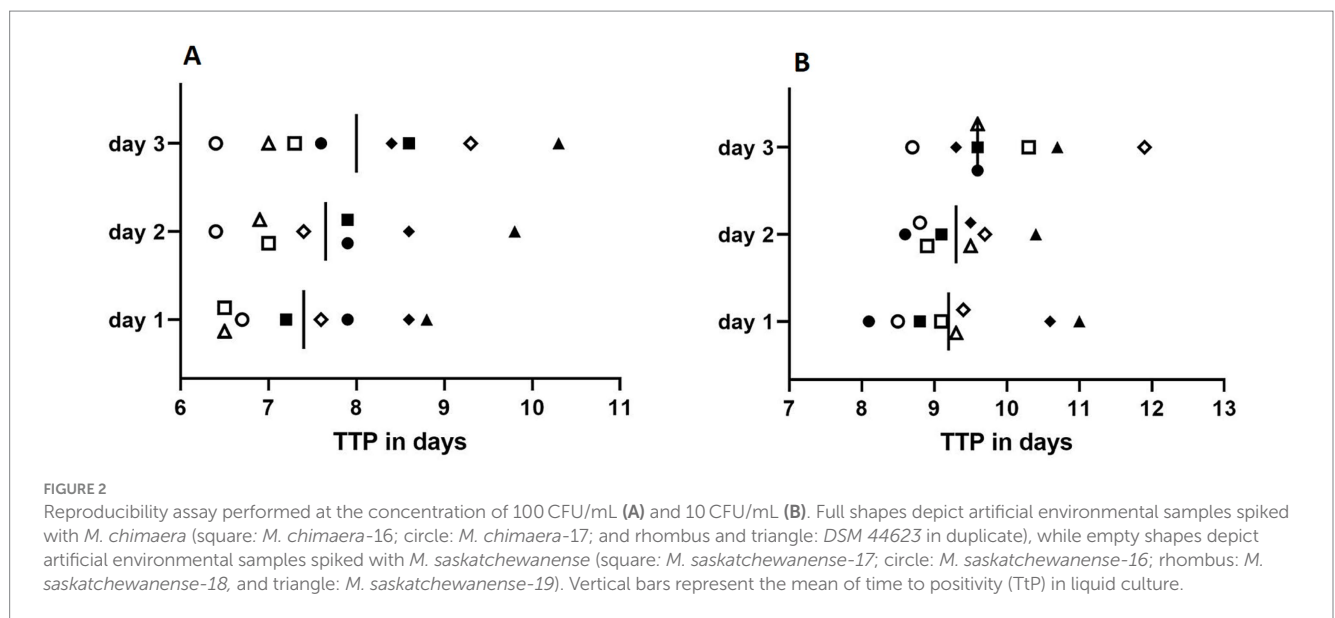 A
day 3
day 2
day 1
6 7 8 9 10 11
TTP in days
B
day 3
day 2
day 1
7 8 9 10 11 12 13
TTP in days
FIGURE 2
Reproducibility assay performed at the concentration of 100 CFU/mL (A) and 10 CFU/mL (B). Full shapes depict artificial environmental samples spiked
with M. chimaera (square: M. chimaera-16; circle: M. chimaera-17; and rhombus and triangle: DSM 44623 in duplicate), while empty shapes depict
artificial environmental samples spiked with M. saskatchewanense (square: M. saskatchewanense-17; circle: M. saskatchewanense-16; rhombus: M.
saskatchewanense-18, and triangle: M. saskatchewanense-19). Vertical bars represent the mean of time to positivity (TtP) in liquid culture.